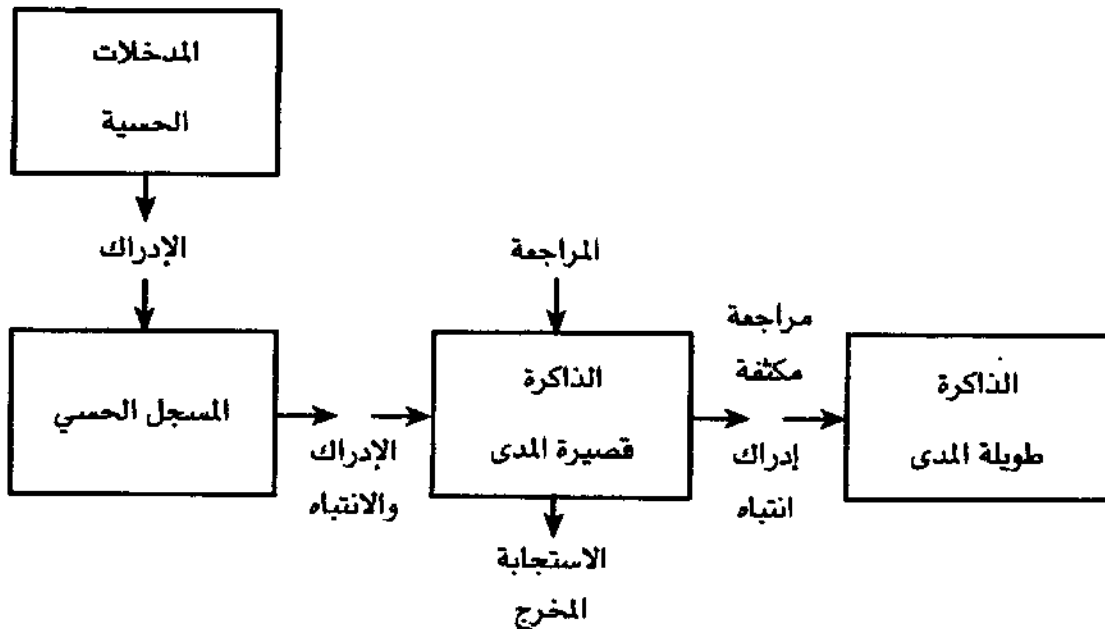 المدخلات
الحسية
الإدراك
المسجل الحسي
الإدراك
والانتباه
المراجعة
الذاكرة
قصيرة المدى
الاستجابة
المخرج
مراجعة
مكثفة
إدراك
انتباه
الذاكرة
طويلة المدى